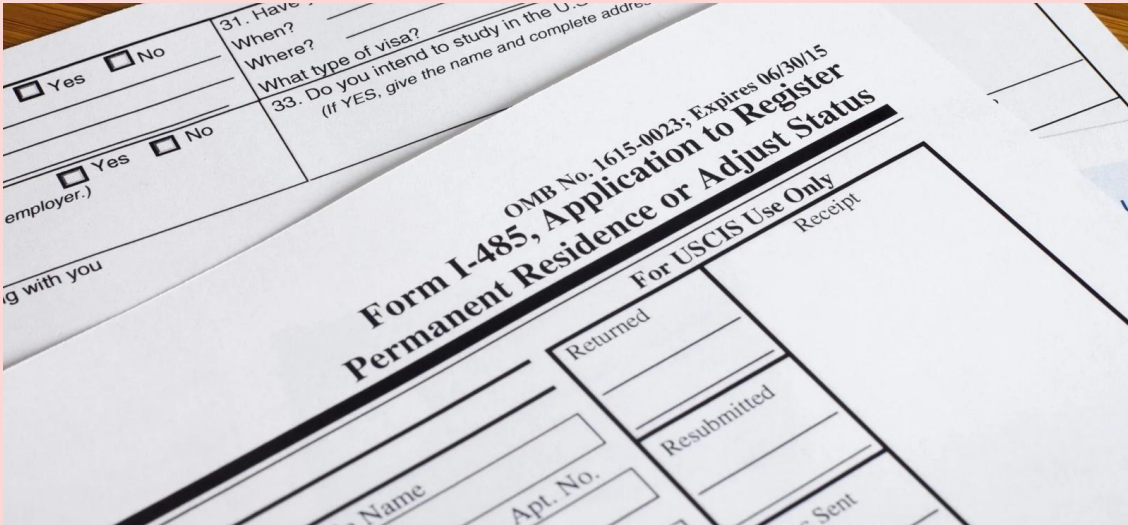 Yes
No
31. Have
When?
Where?
What type of visa?
33. Do you intend to study in the U.S
(If YES, give the name and complete addre
Yes
No
employer.)
with you
OMB No. 1615-0023; Expires 06/30/15
Form I-485, Application to Register
Permanent Residence or Adjust Status
For USCIS Use Only
Returned
Receipt
Resubmitted
Sent
Name
Apt. No.